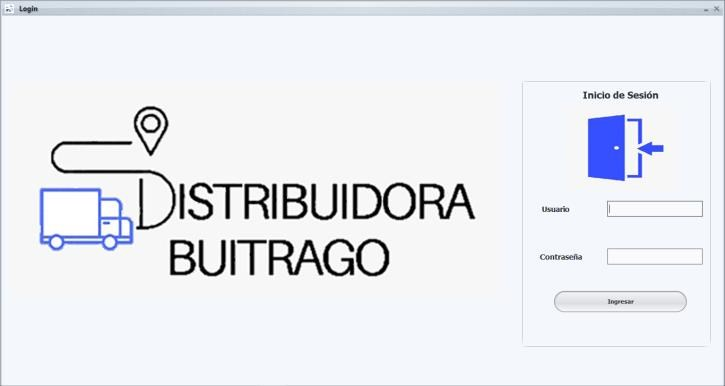 Login
DISTRIBUIDORA
BUITRAGO
Inicio de Sesión
Usuario
Contraseña
Ingresar